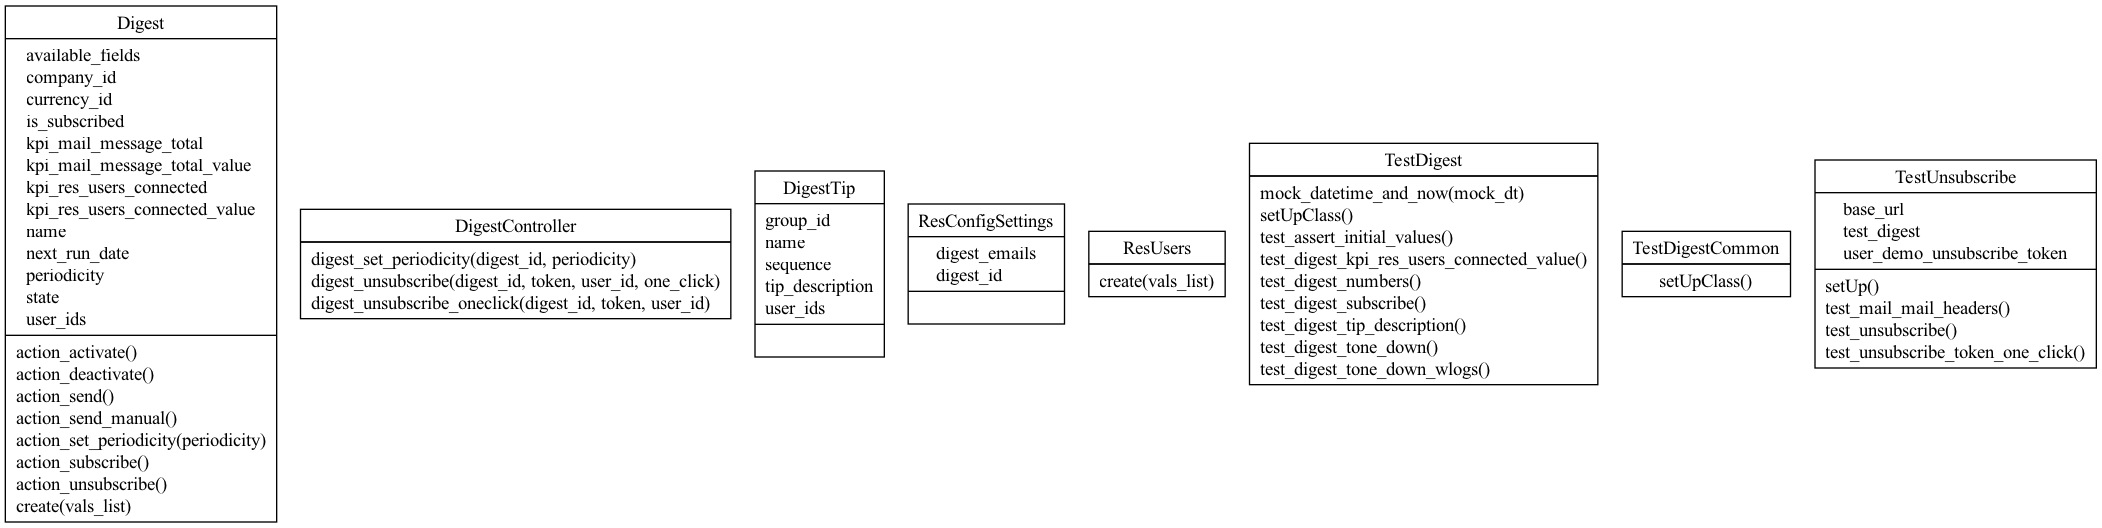 Digest
available_fields
company_id
currency_id
is_subscribed
kpi_mail_message_total
kpi_mail_message_total_value
kpi_res_users_connected
kpi_res_users_connected_value
name
next_run_date
periodicity
state
user_ids
action_activate()
action_deactivate()
action_send()
action_send_manual()
action_set_periodicity(periodicity)
action_subscribe()
action_unsubscribe()
create(vals_list)
DigestController
digest_set_periodicity(digest_id, periodicity)
digest_unsubscribe(digest_id, token, user_id, one_click)
digest_unsubscribe_oneclick(digest_id, token, user_id)
DigestTip
group_id
name
sequence
tip_description
user_ids
ResConfigSettings
digest_emails
digest_id
ResUsers
create(vals_list)
TestDigest
mock_datetime_and_now(mock_dt)
setUpClass()
test_assert_initial_values()
test_digest_kpi_res_users_connected_value()
test_digest_numbers()
test_digest_subscribe()
test_digest_tip_description()
test_digest_tone_down()
test_digest_tone_down_wlogs()
TestDigestCommon
setUpClass()
TestUnsubscribe
base_url
test_digest
user_demo_unsubscribe_token
setUp()
test_mail_mail_headers()
test_unsubscribe()
test_unsubscribe_token_one_click()